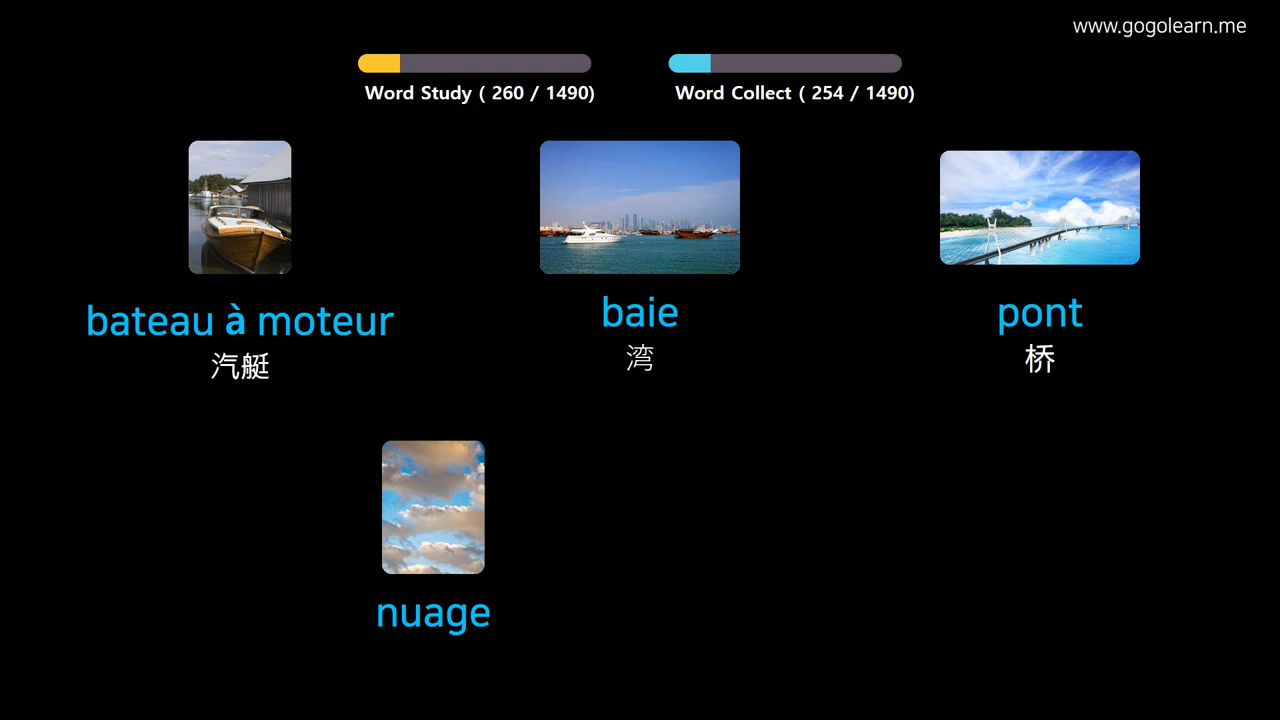 www.gogolearn.me
Word Study ( 260 / 1490)
Word Collect ( 254 / 1490)
bateau à moteur
汽艇
baie
湾
pont
桥
nuage